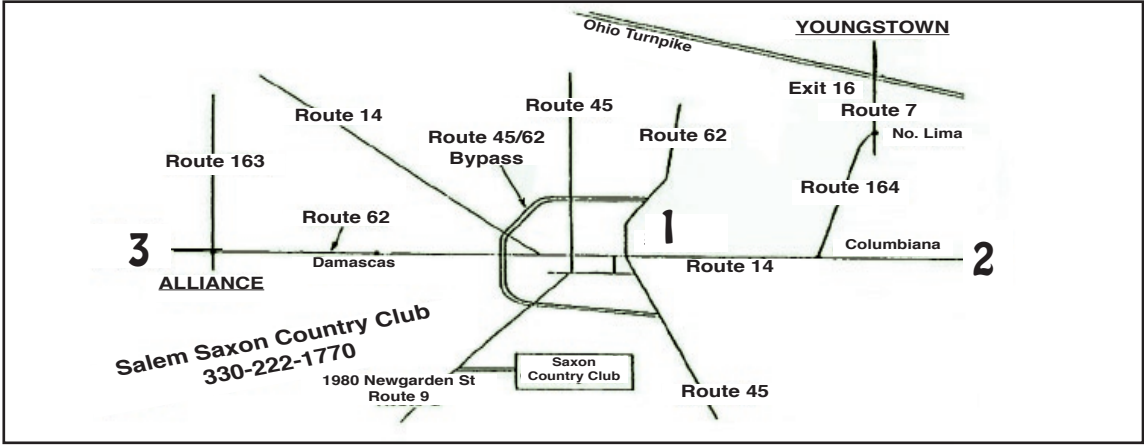 YOUNGSTOWN
Ohio Turnpike
Exit 16
Route 7
No. Lima
Route 14
Route 45
Route 45/62
Bypass
Route 62
Route 163
Route 164
Route 62
1
3
Damascas
Columbiana
2
Route 14
ALLIANCE
Salem Saxon Country Club
330-222-1770
1980 Newgarden St
Route 9
Saxon
Country Club
Route 45